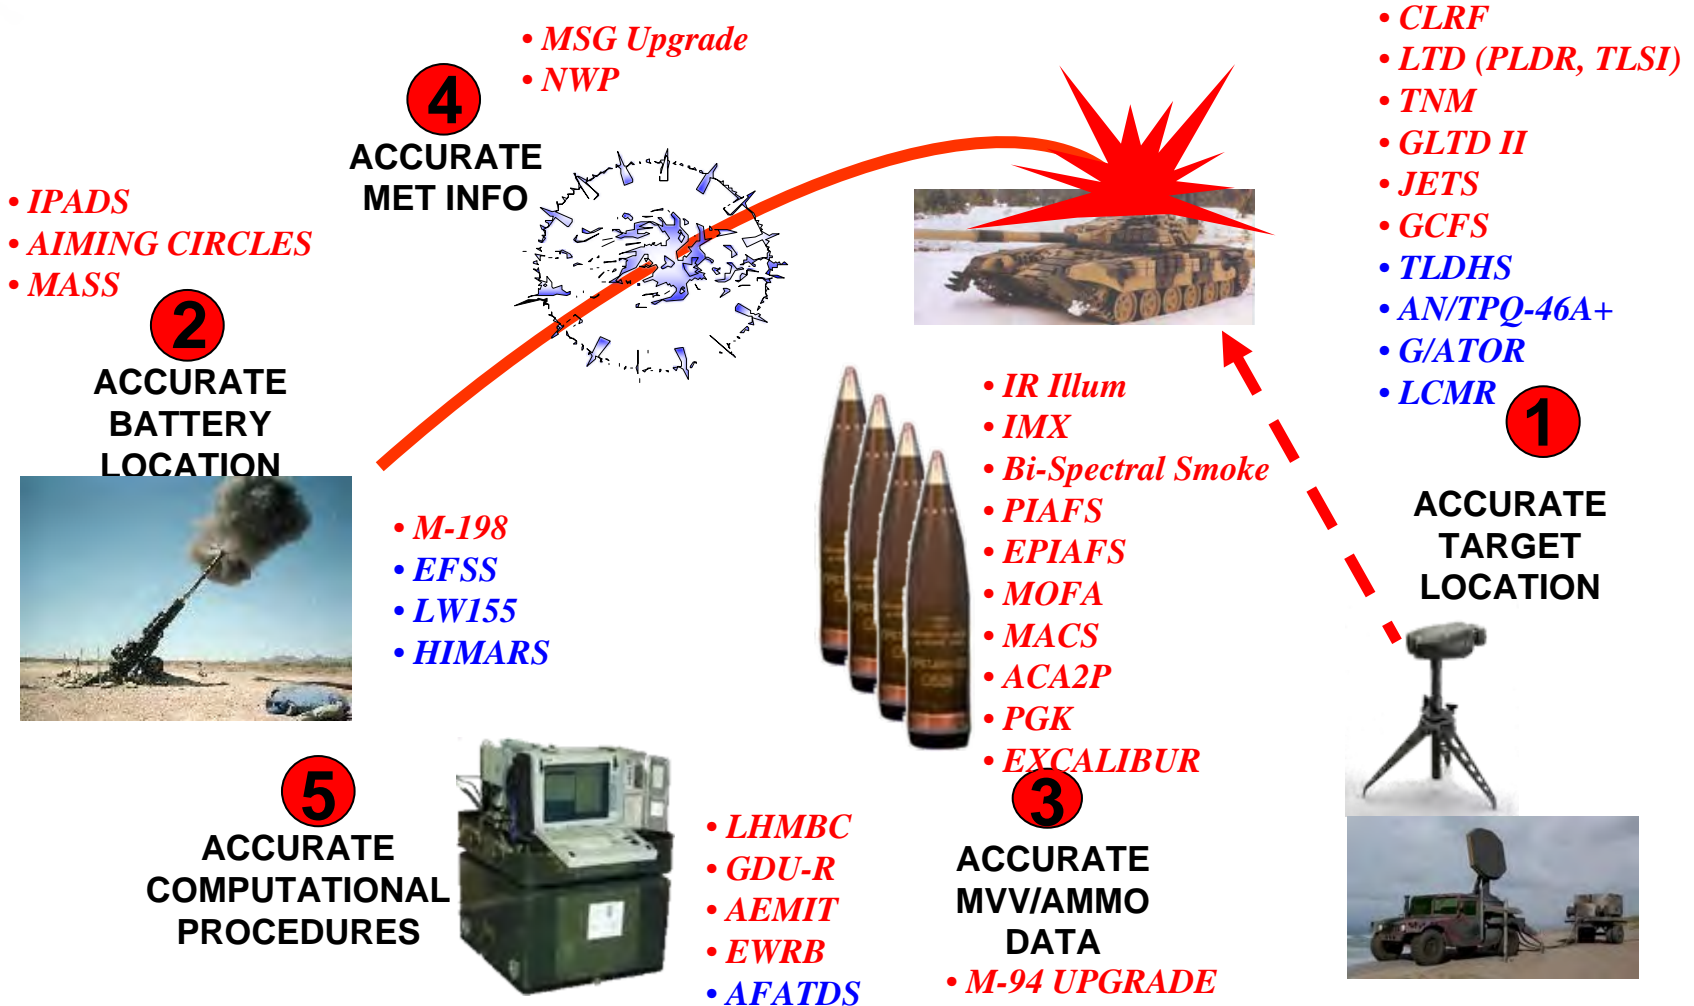 • MSG Upgrade
• NWP
4
ACCURATE
MET INFO
• IPADS
• AIMING CIRCLES
• MASS
2
ACCURATE
BATTERY
LOCATION
• M-198
• EFSS
• LW155
• HIMARS
• CLRF
• LTD (PLDR, TLSI)
• TNM
• GLTD II
• JETS
• GCFS
• TLDHS
• AN/TPQ-46A+
• G/ATOR
• LCMR
1
ACCURATE
TARGET
LOCATION
• IR Illum
• IMX
• Bi-Spectral Smoke
• PIAFS
• EPIAFS
• MOFA
• MACS
• ACA2P
• PGK
• EXCALIBUR
3
ACCURATE
MVV/AMMO
DATA
• M-94 UPGRADE
5
ACCURATE
COMPUTATIONAL
PROCEDURES
• LHMBC
• GDU-R
• AEMIT
• EWRB
• AFATDS